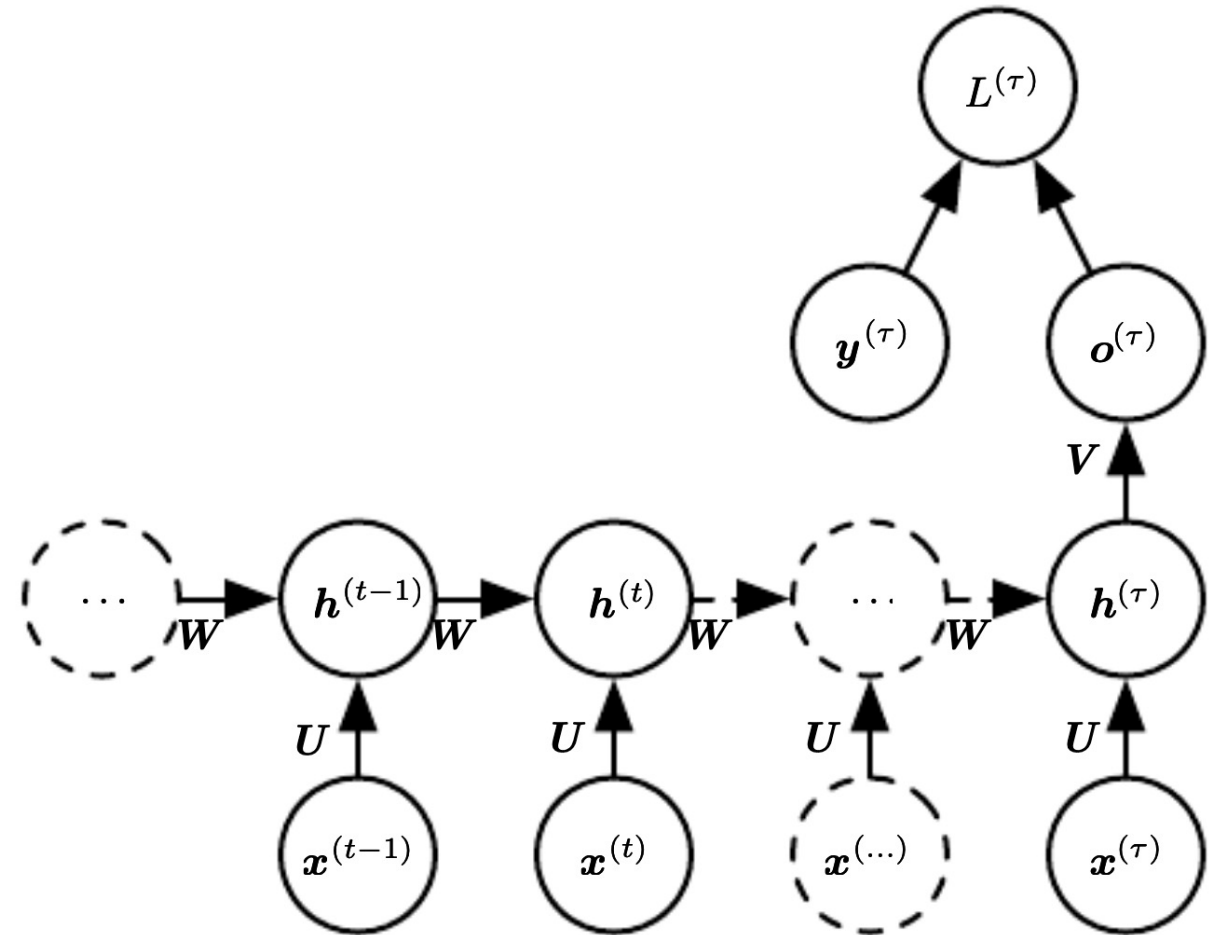 L^(τ)
y^(τ) o^(τ)
V
... h^(t−1) h^(t) ... h^(τ)
W W W W
U U U U
x^(t−1) x^(t) x^(...) x^(τ)